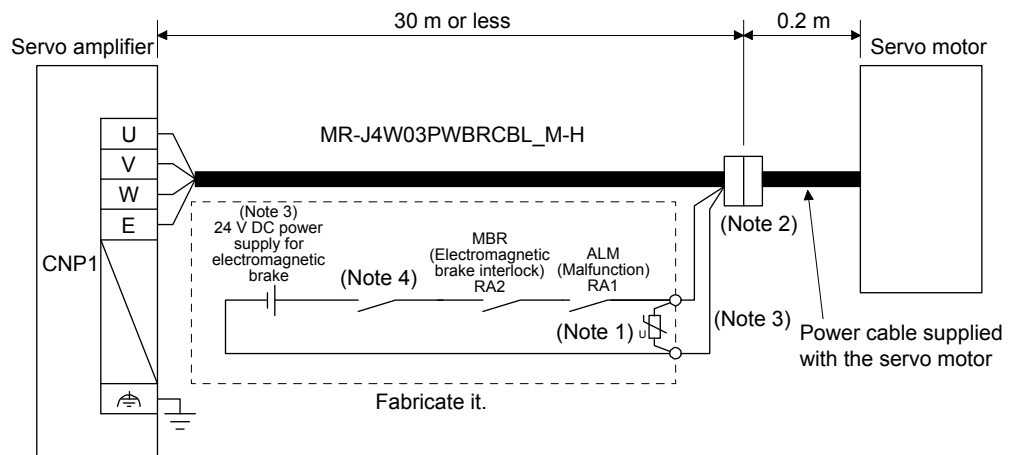 30 m or less
0.2 m
Servo amplifier
Servo motor
MR-J4W03PWBRCBL_M-H
U
V
W
E
CNP1
(Note 3)
24 V DC power
supply for
electromagnetic
brake
(Note 4)
MBR
(Electromagnetic
brake interlock)
RA2
ALM
(Malfunction)
RA1
(Note 1)
U
(Note 2)
(Note 3)
Power cable supplied
with the servo motor
Fabricate it.